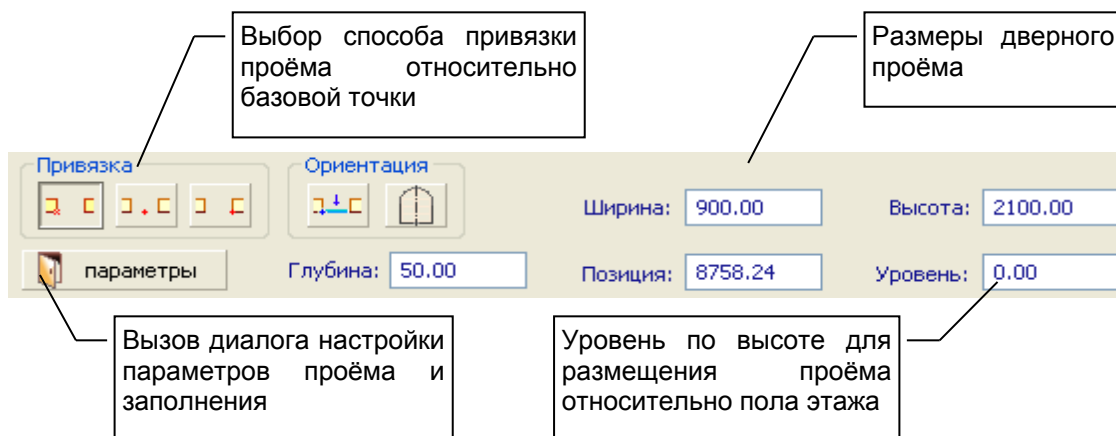 Выбор способа привязки
проёма относительно
базовой точки
Размеры дверного
проёма
Привязка
Ориентация
Ширина: 900.00
Высота: 2100.00
параметры
Глубина: 50.00
Позиция: 8758.24
Уровень: 0.00
Вызов диалога настройки
параметров проёма и
заполнения
Уровень по высоте для
размещения проёма
относительно пола этажа